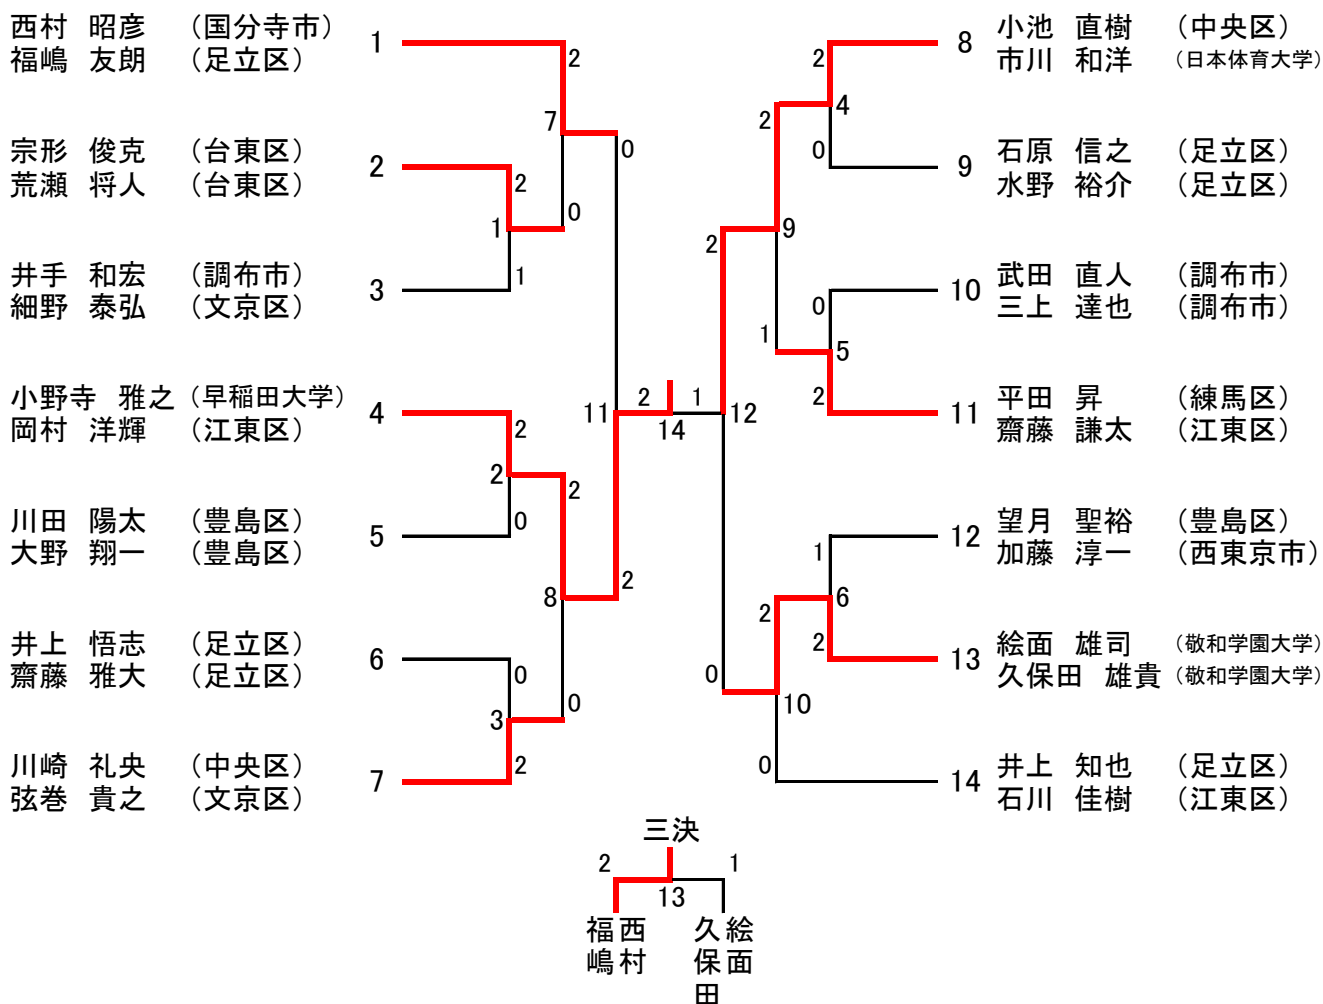 西村 昭彦 （国分寺市）
福嶋 友朗 （足立区）
1
宗形 俊克 （台東区）
荒瀬 将人 （台東区）
2
井手 和宏 （調布市）
細野 泰弘 （文京区）
3
小野寺 雅之 （早稲田大学）
岡村 洋輝 （江東区）
4
川田 陽太 （豊島区）
大野 翔一 （豊島区）
5
井上 悟志 （足立区）
齋藤 雅大 （足立区）
6
川崎 礼央 （中央区）
弦巻 貴之 （文京区）
7
2
1
1
2
0
2
0
3
2
2
7
0
2
8
0
0
11
2
2
14
1
2
12
0
2
9
1
2
10
0
2
4
0
0
5
2
1
6
2
8
小池 直樹 （中央区）
市川 和洋 （日本体育大学）
9
石原 信之 （足立区）
水野 裕介 （足立区）
10
武田 直人 （調布市）
三上 達也 （調布市）
11
平田 昇 （練馬区）
齋藤 謙太 （江東区）
12
望月 聖裕 （豊島区）
加藤 淳一 （西東京市）
13
絵面 雄司 （敬和学園大学）
久保田 雄貴 （敬和学園大学）
14
井上 知也 （足立区）
石川 佳樹 （江東区）
三決
2
1
13
西村
福嶋
絵面
久保田